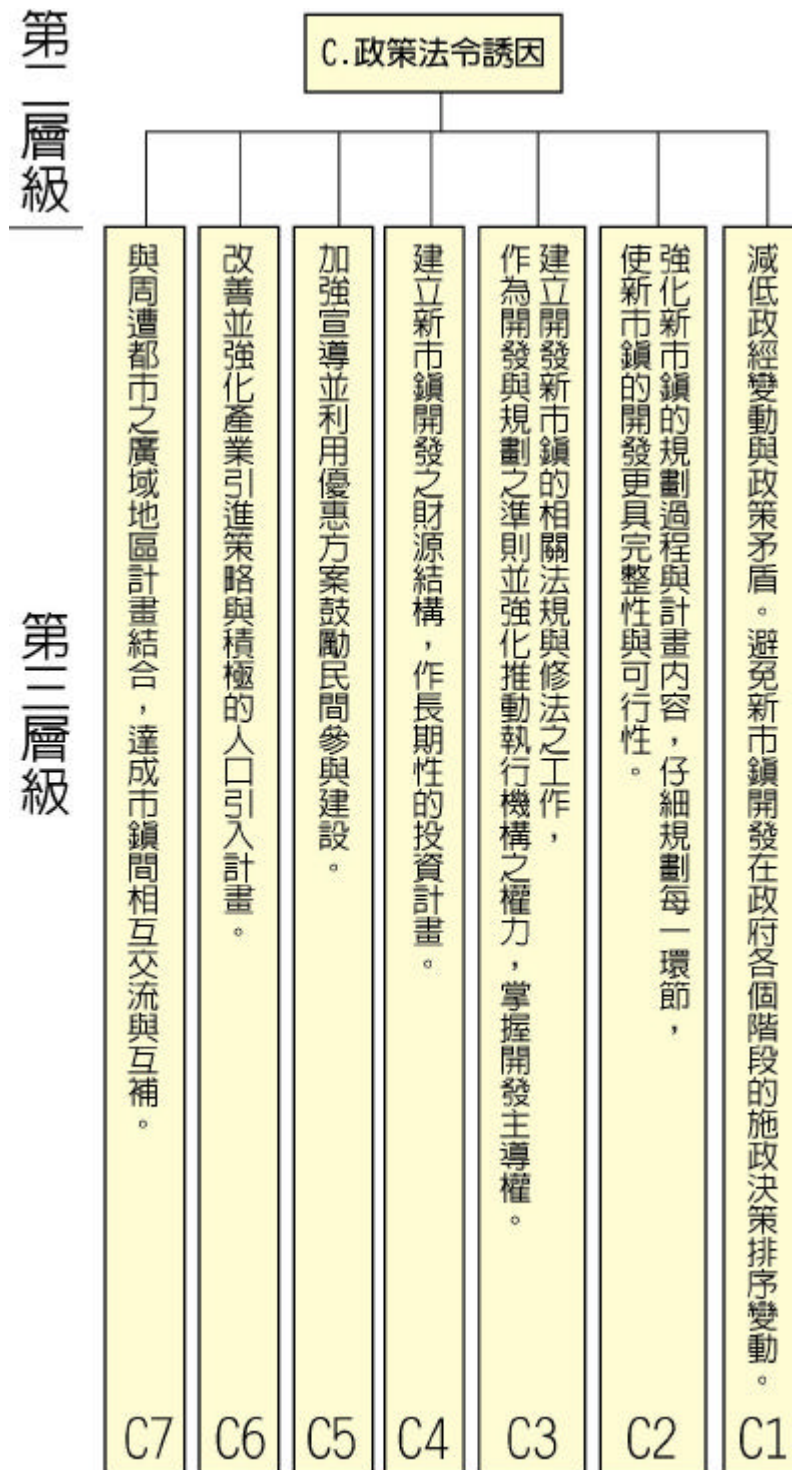 第二層級
C.政策法令誘因
第三層級
減低政經變動與政策矛盾。避免新市鎮開發在政府各個階段的施政決策排序變動。
C1
強化新市鎮的規劃過程與計畫內容，仔細規劃每一環節，
使新市鎮的開發更具完整性與可行性。
C2
建立開發新市鎮的相關法規與修法之工作，
作為開發與規劃之準則並強化推動執行機構之權力，掌握開發主導權。
C3
建立新市鎮開發之財源結構，作長期性的投資計畫。
C4
加強宣導並利用優惠方案鼓勵民間參與建設。
C5
改善並強化產業引進策略與積極的人口引入計畫。
C6
與周遭都市之廣域地區計畫結合，達成市鎮間相互交流與互補。
C7